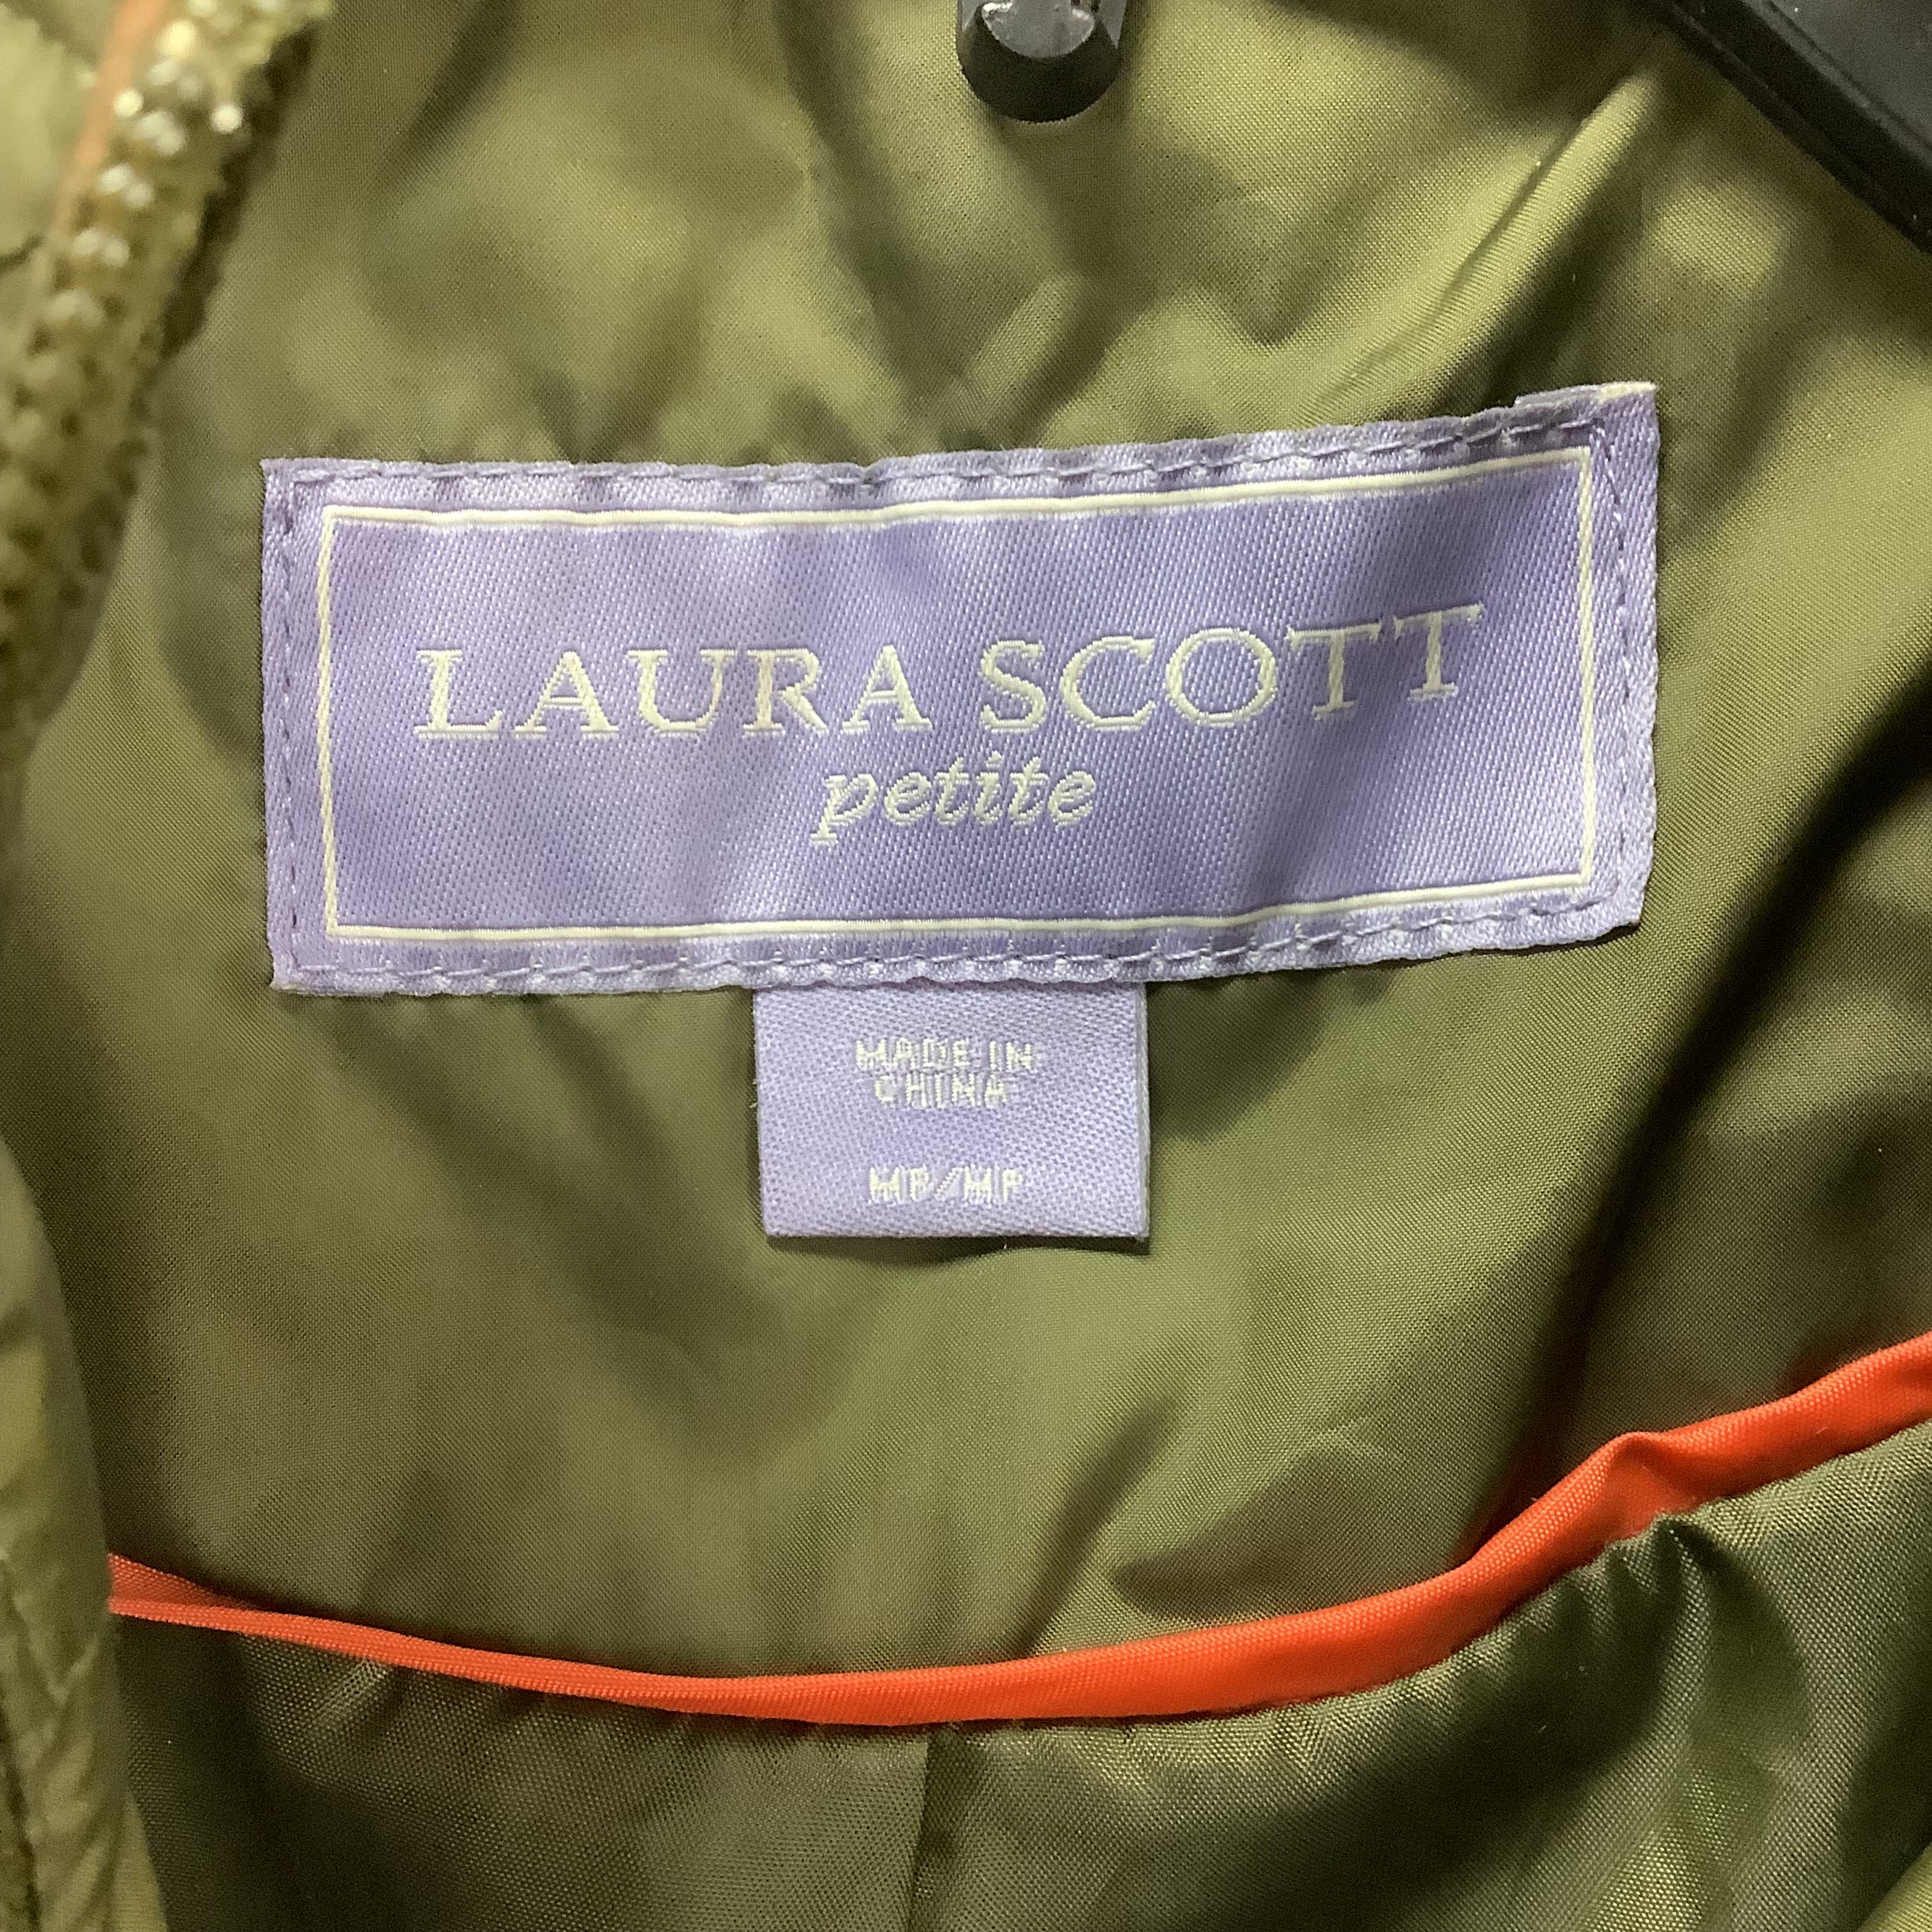 LAURA SCOTT
petite
MADE IN
CHINA
MP/MP